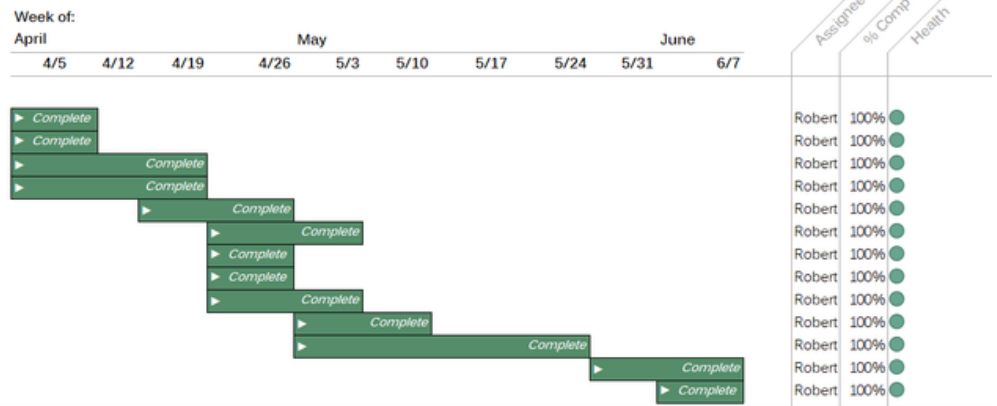 Week of:
April May June
4/5 4/12 4/19 4/26 5/3 5/10 5/17 5/24 5/31 6/7
Assignee % Comp Health
Complete Robert 100%
Complete Robert 100%
Complete Robert 100%
Complete Robert 100%
Complete Robert 100%
Complete Robert 100%
Complete Robert 100%
Complete Robert 100%
Complete Robert 100%
Complete Robert 100%
Complete Robert 100%
Complete Robert 100%
Complete Robert 100%